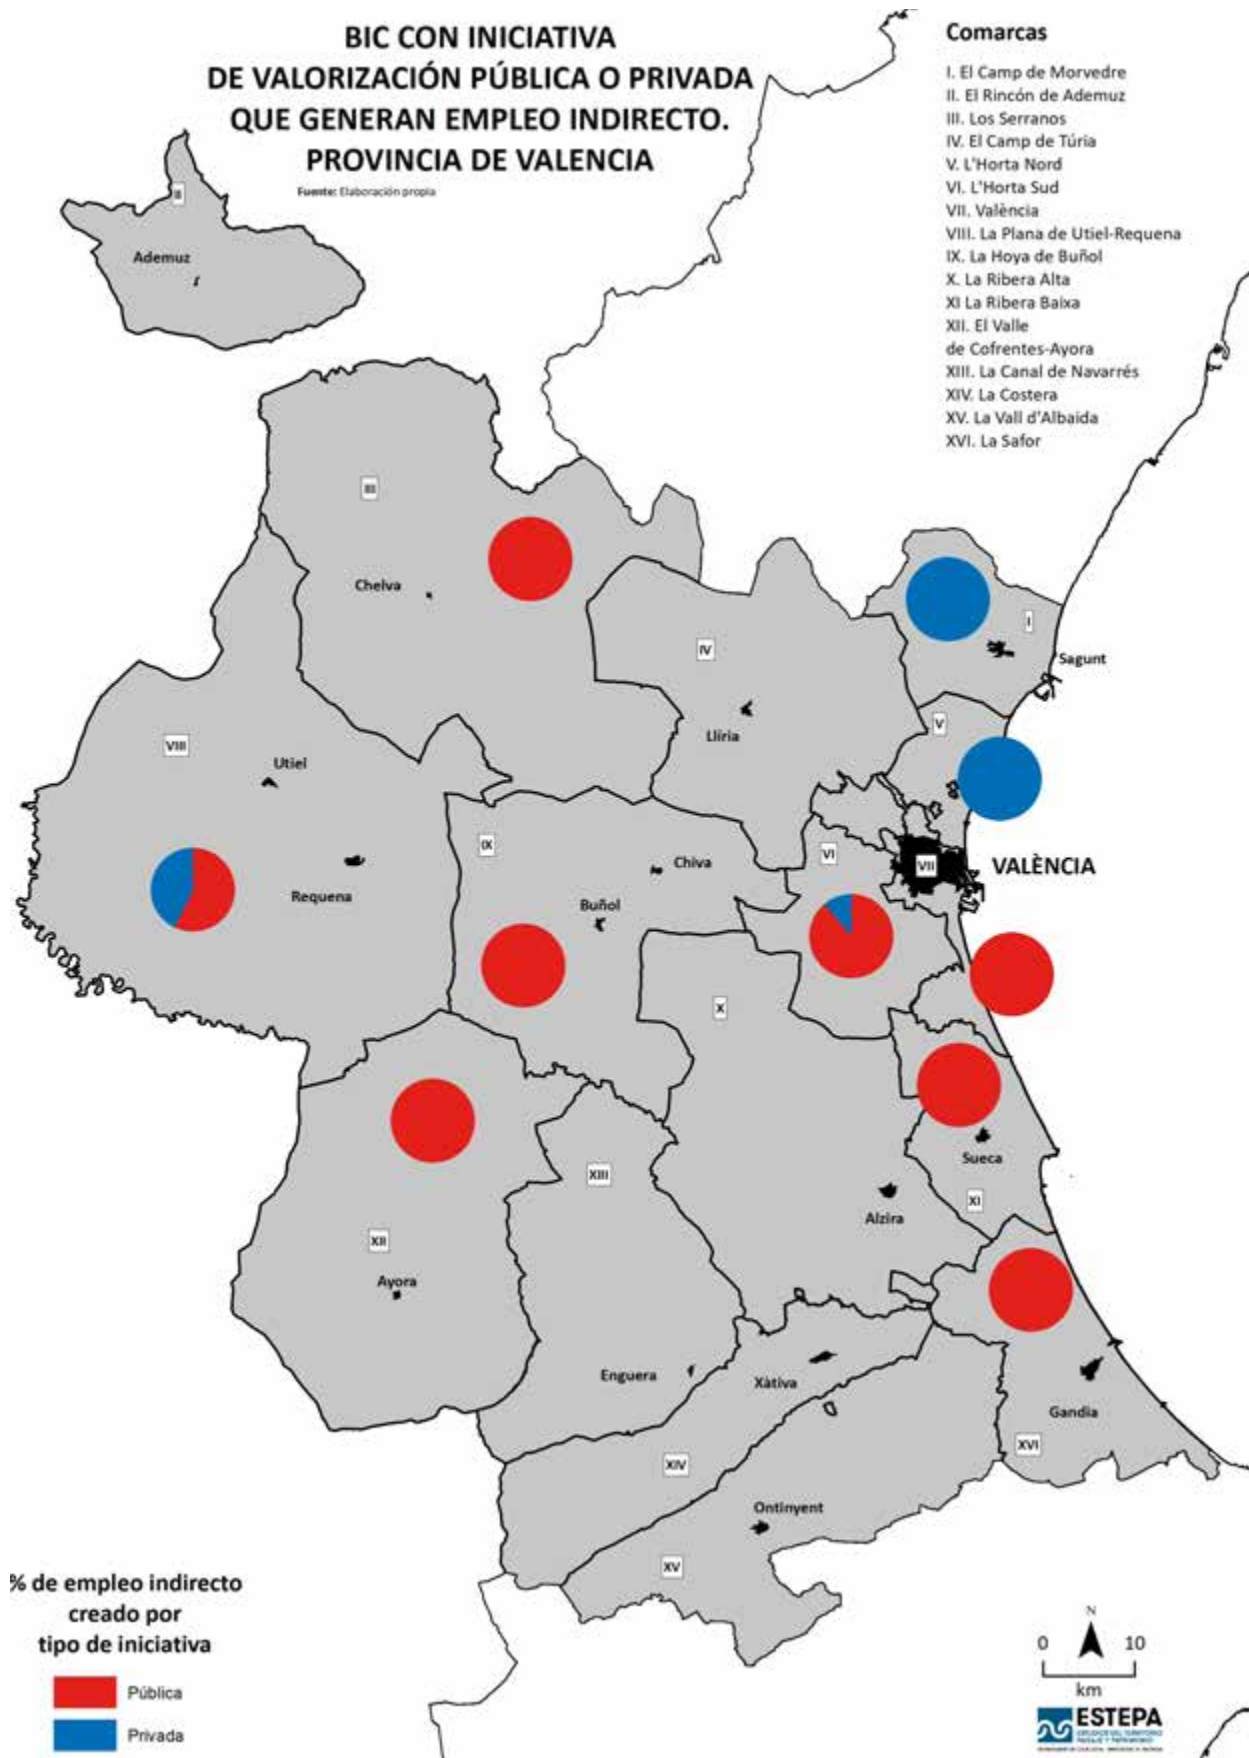 BIC CON INICIATIVA
DE VALORIZACIÓN PÚBLICA O PRIVADA
QUE GENERAN EMPLEO INDIRECTO.
PROVINCIA DE VALENCIA
Fuente: Elaboración propia
Comarcas
I. El Camp de Morvedre
II. El Rincón de Ademuz
III. Los Serranos
IV. El Camp de Túria
V. L'Horta Nord
VI. L'Horta Sud
VII. València
VIII. La Plana de Utiel-Requena
IX. La Hoya de Buñol
X. La Ribera Alta
XI La Ribera Baixa
XII. El Valle
de Cofrentes-Ayora
XIII. La Canal de Navarrés
XIV. La Costera
XV. La Vall d'Albaida
XVI. La Safor
II
Ademuz
III
Chelva
I
Sagunt
IV
Llíria
V
VIII
Utiel
Requena
IX
Chiva
Buñol
VI
VII
VALÈNCIA
X
Sueca
XI
Alzira
XIII
XII
Ayora
Enguera
Xàtiva
Gandia
XVI
XIV
Ontinyent
XV
% de empleo indirecto
creado por
tipo de iniciativa
Pública
Privada
N
0 10
km
ESTEPA